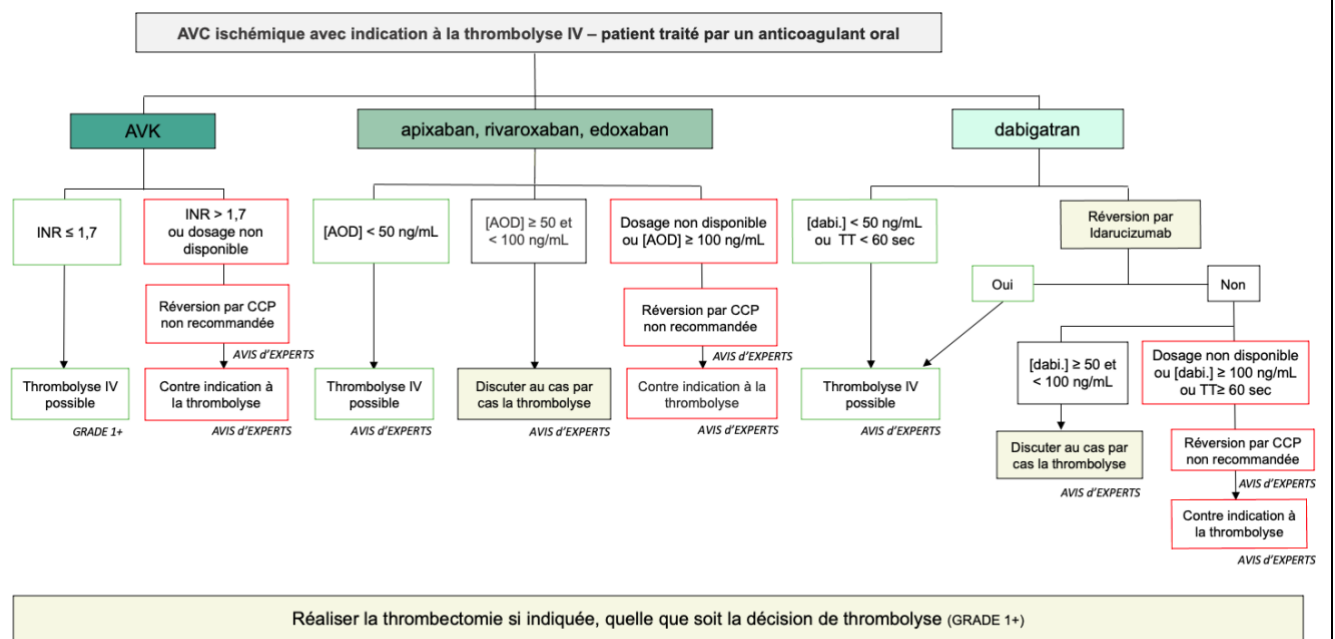 AVC ischémique avec indication à la thrombolyse IV – patient traité par un anticoagulant oral
AVK
INR ≤ 1,7
Thrombolyse IV
possible
GRADE 1+
INR > 1,7
ou dosage non
disponible
Réversion par CCP
non recommandée
AVIS d’EXPERTS
Contre indication à
la thrombolyse
AVIS d’EXPERTS
apixaban, rivaroxaban, edoxaban
[AOD] < 50 ng/mL
Thrombolyse IV
possible
AVIS d’EXPERTS
[AOD] ≥ 50 et
< 100 ng/mL
Discuter au cas par
cas la thrombolyse
AVIS d’EXPERTS
Dosage non disponible
ou [AOD] ≥ 100 ng/mL
Réversion par CCP
non recommandée
AVIS d’EXPERTS
Contre indication à la
thrombolyse
AVIS d’EXPERTS
dabigatran
[dabi.] < 50 ng/mL
ou TT < 60 sec
Réversion par
Idarucizumab
Oui
Non
Thrombolyse IV
possible
AVIS d’EXPERTS
[dabi.] ≥ 50 et
< 100 ng/mL
Discuter au cas par
cas la thrombolyse
AVIS d’EXPERTS
Dosage non disponible
ou [dabi.] ≥ 100 ng/mL
ou TT≥ 60 sec
Réversion par CCP
non recommandée
AVIS d’EXPERTS
Contre indication à
la thrombolyse
AVIS d’EXPERTS
Réaliser la thrombectomie si indiquée, quelle que soit la décision de thrombolyse (GRADE 1+)